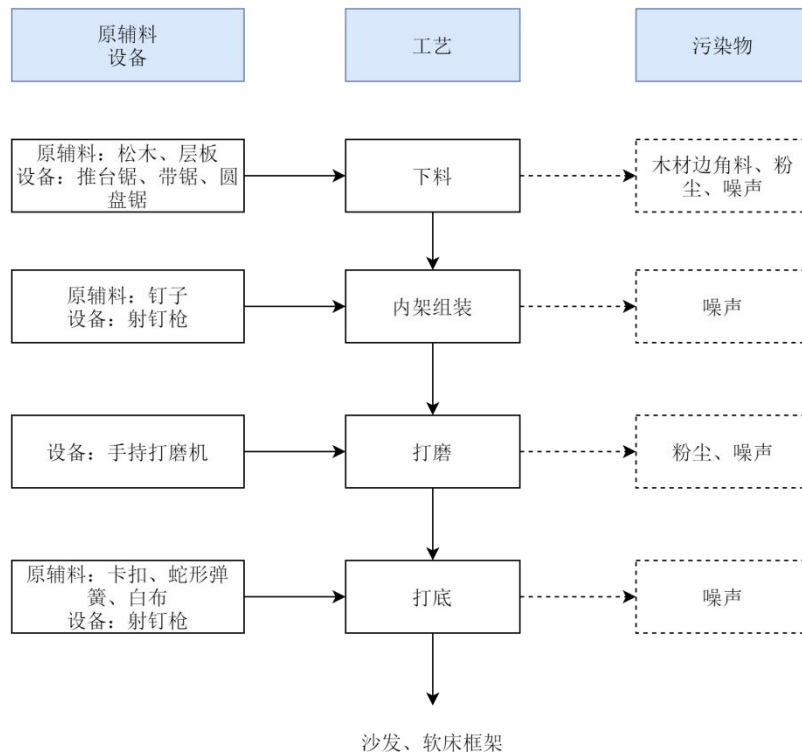 原辅料
设备
工艺
污染物
原辅料：松木、层板
设备：推台锯、带锯、圆
盘锯
下料
木材边角料、粉
尘、噪声
原辅料：钉子
设备：射钉枪
内架组装
噪声
设备：手持打磨机
打磨
粉尘、噪声
原辅料：卡扣、蛇形弹
簧、白布
设备：射钉枪
打底
噪声
沙发、软床框架